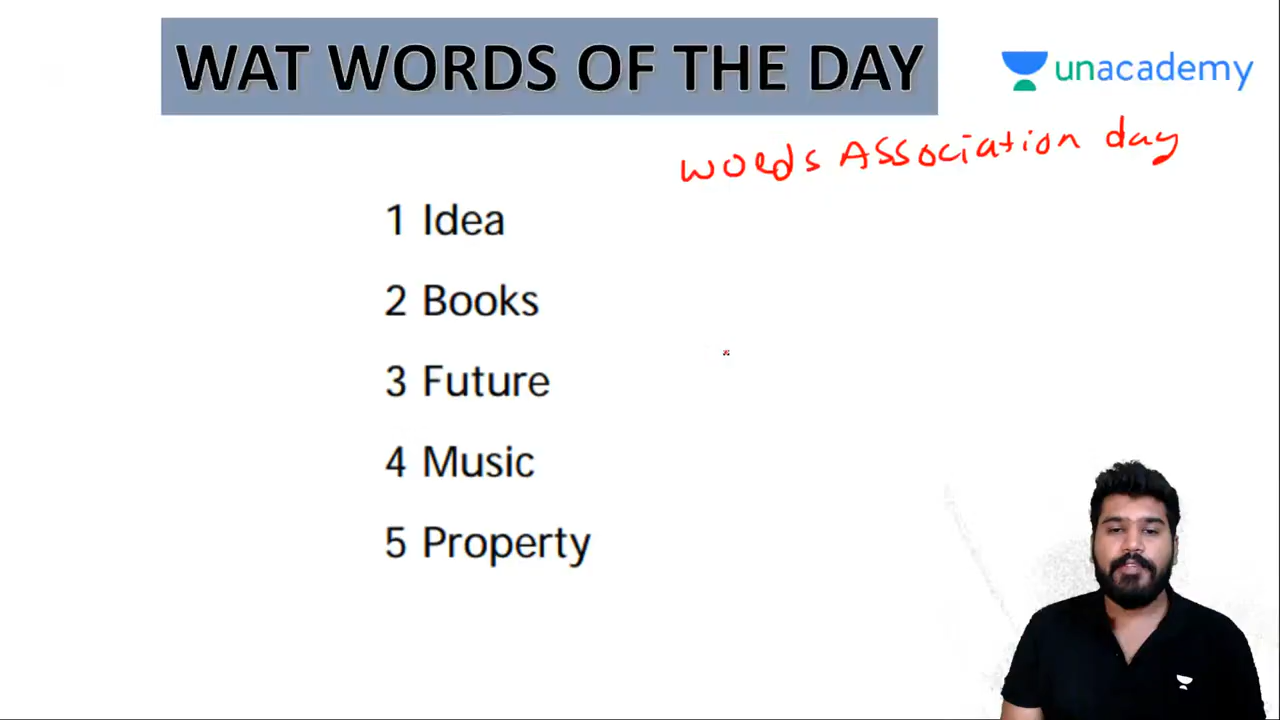 WAT WORDS OF THE DAY
unacademy
words Association day
1 Idea
2 Books
3 Future
4 Music
5 Property